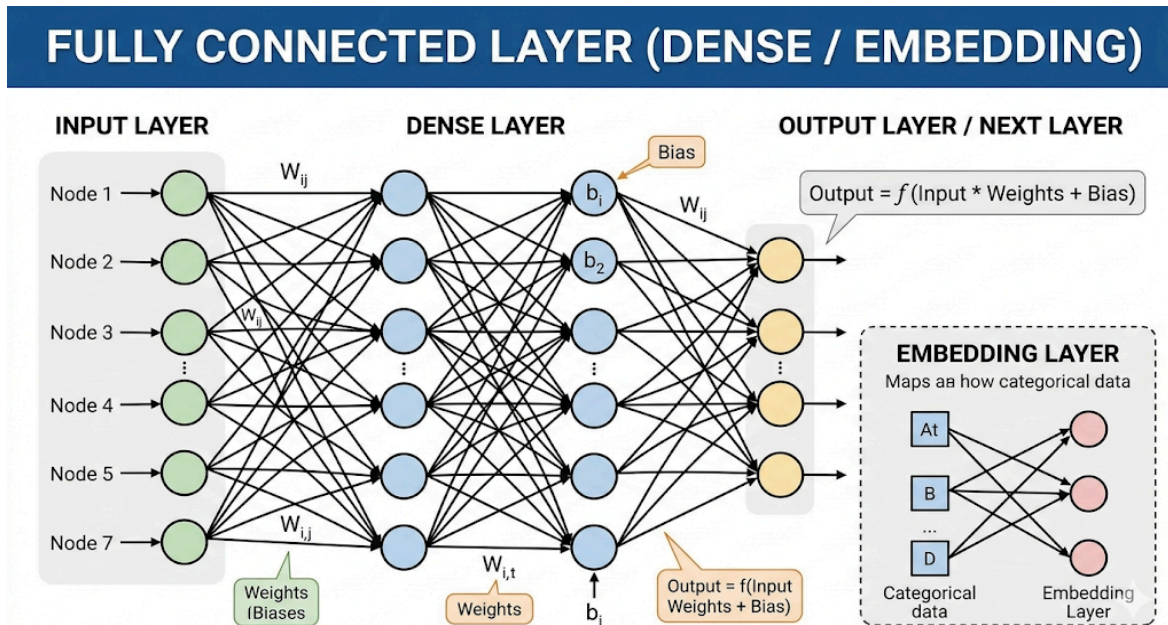 FULLY CONNECTED LAYER (DENSE / EMBEDDING)
INPUT LAYER
DENSE LAYER
OUTPUT LAYER / NEXT LAYER
Bias
Node 1
Wij
bi
Wij
Output = f (Input * Weights + Bias)
Node 2
b2
Node 3
Wij
...
...
...
...
Node 4
Node 5
Node 7
Wi,j
Wi,t
Weights
(Biases
Weights
bi
Output = f(Input
Weights + Bias)
EMBEDDING LAYER
Maps aн how categorical data
At
B
...
D
Categorical
data
Embedding
Layer